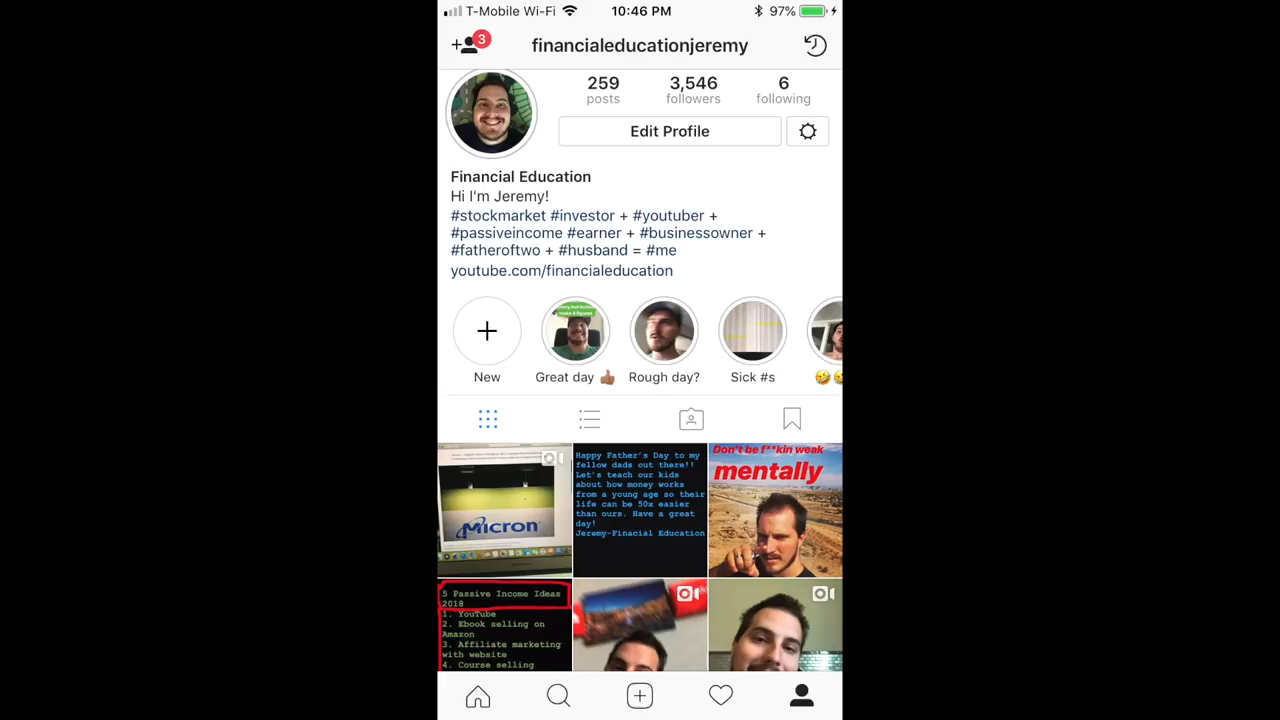 T-Mobile Wi-Fi 10:46 PM 97%
3
financialeducationjeremy
259 3,546 6
posts followers following
Edit Profile
Financial Education
Hi I'm Jeremy!
#stockmarket #investor + #youtuber +
#passiveincome #earner + #businessowner +
#fatheroftwo + #husband = #me
youtube.com/financialeducation
New Great day Rough day? Sick #s
Micron
Happy Father's Day to my
fellow dads out there!!
Let's teach our kids
about how money works
from a young age so their
life can be 50x easier
than ours. Have a great
day!
Jeremy-Finacial Education
Don't be f**kin weak
mentally
5 Passive Income Ideas
2018
1. YouTube
2. Ebook selling on
Amazon
3. Affiliate marketing
with website
4. Course selling